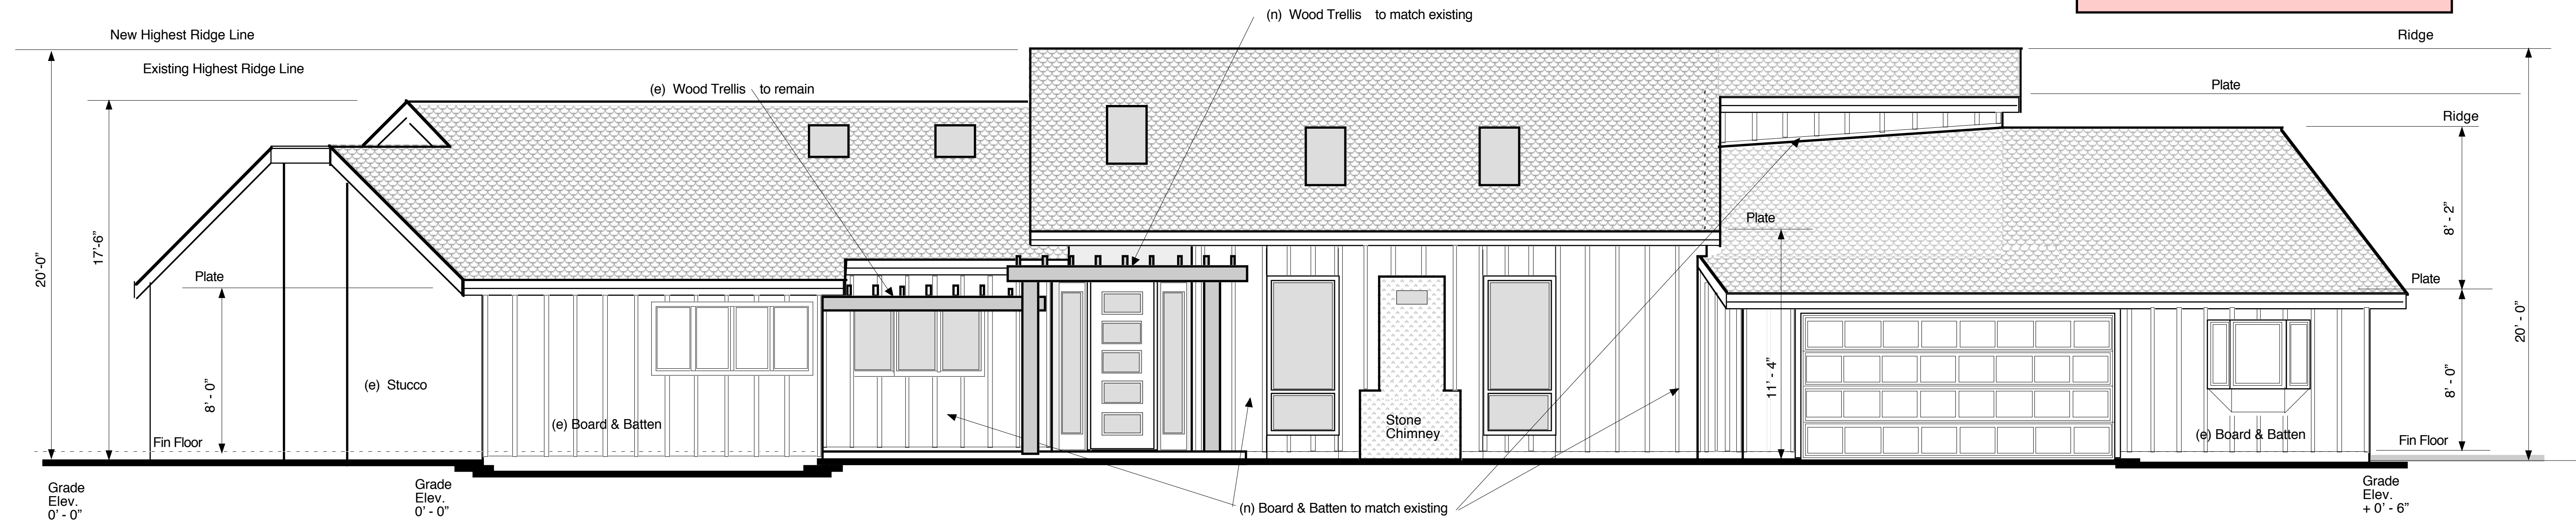 (n) Wood Trellis to match existing
New Highest Ridge Line
Ridge
Existing Highest Ridge Line
Plate
(e) Wood Trellis to remain
Ridge
Plate
8' - 2"
17'-6"
20'-0"
Plate
Plate
20' - 0"
11' - 4"
8' - 0"
8' - 0"
(e) Stucco
(e) Board & Batten
Stone
Chimney
(e) Board & Batten
Fin Floor
Fin Floor
Grade
Elev.
0' - 0"
Grade
Elev.
0' - 0"
(n) Board & Batten to match existing
Grade
Elev.
+ 0' - 6"